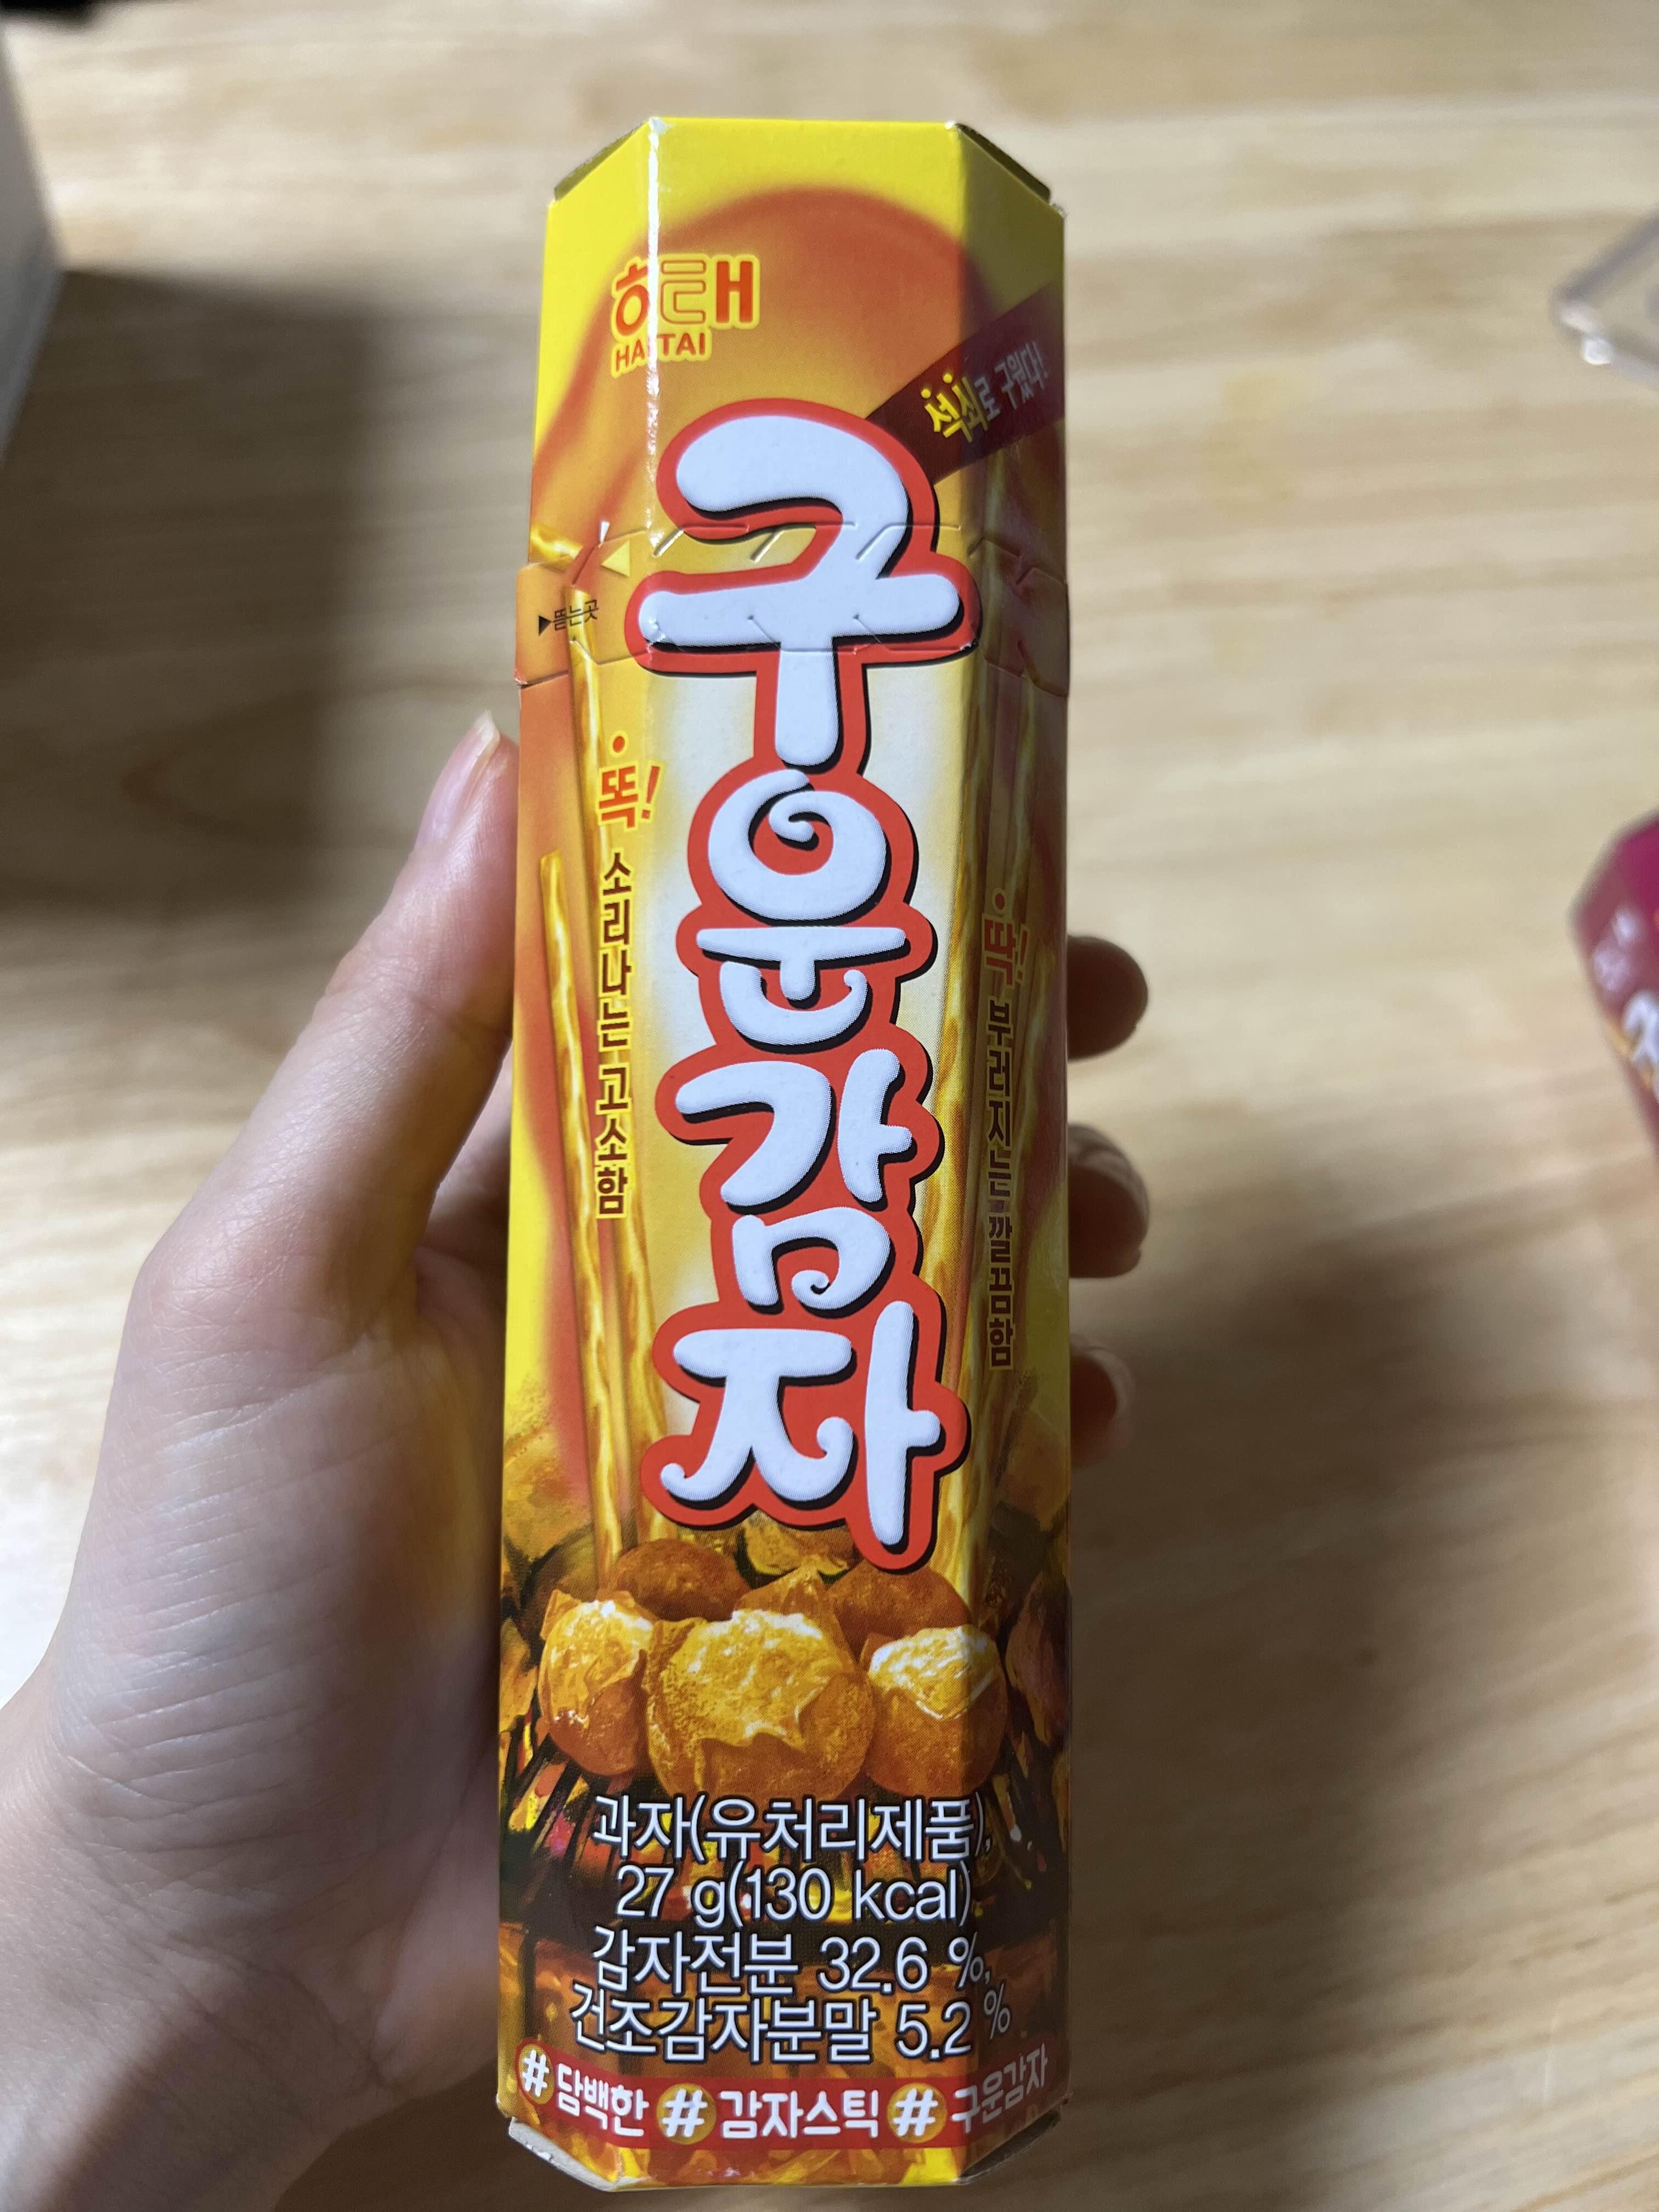 해태
HAITAI
석쇠로 구웠다!
구운감자
▶뜯는곳
똑!
소리나는 고소함
딱!
부러지는 깔끔함
과자(유처리제품),
27 g(130 kcal)
감자전분 32.6 %,
건조감자분말 5.2 %
#담백한 #감자스틱 #구운감자